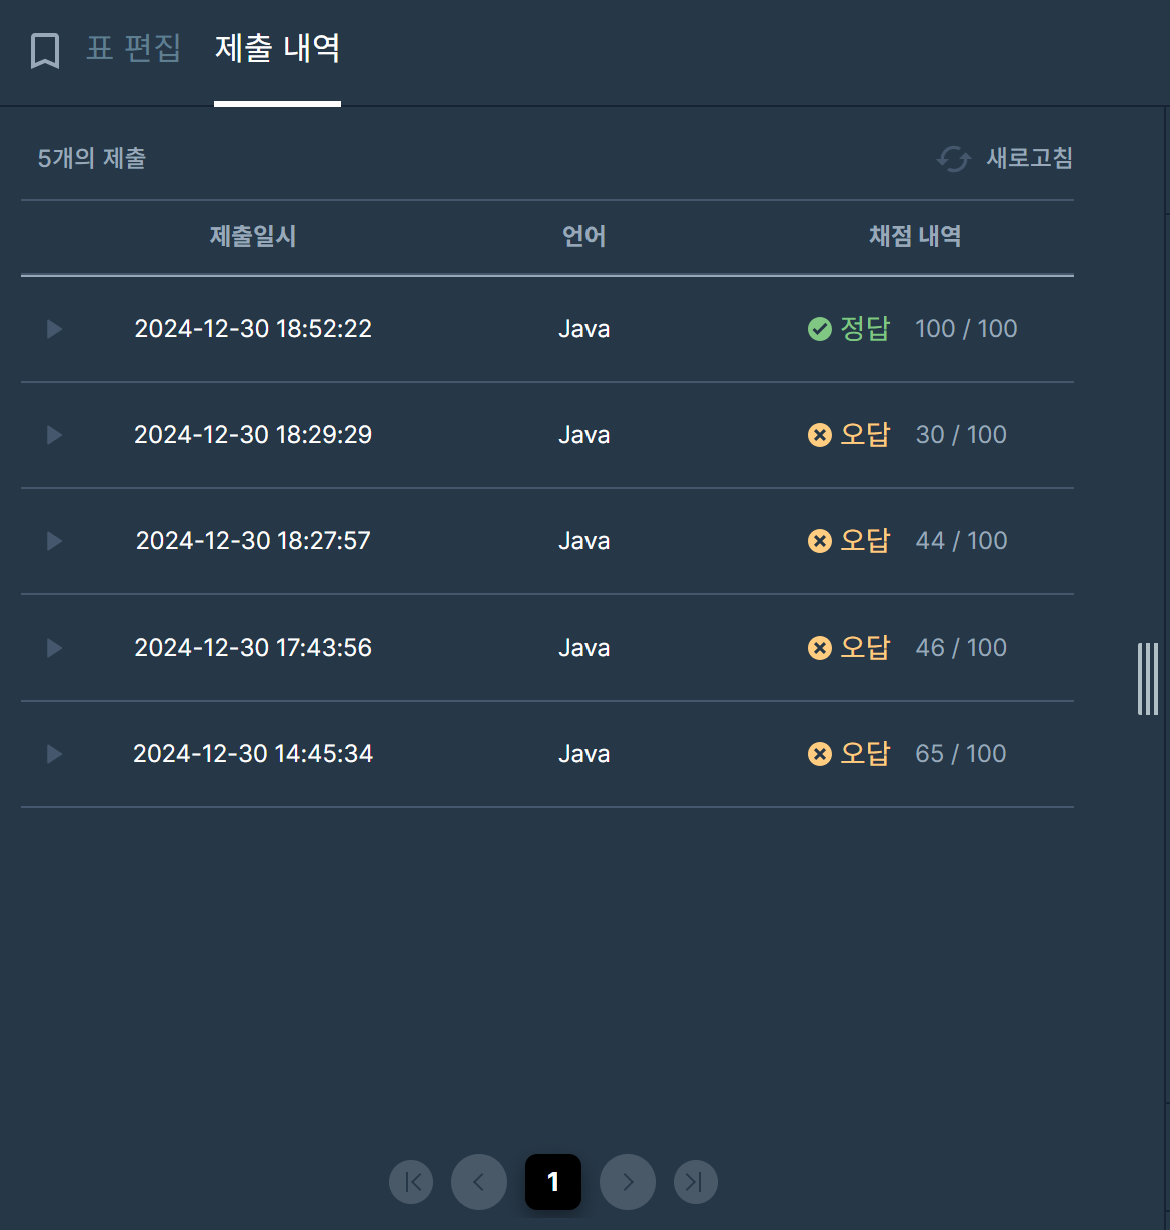 표 편집 제출 내역
5개의 제출 새로고침
제출일시 언어 채점 내역
2024-12-30 18:52:22 Java 정답 100 / 100
2024-12-30 18:29:29 Java 오답 30 / 100
2024-12-30 18:27:57 Java 오답 44 / 100
2024-12-30 17:43:56 Java 오답 46 / 100
2024-12-30 14:45:34 Java 오답 65 / 100
1